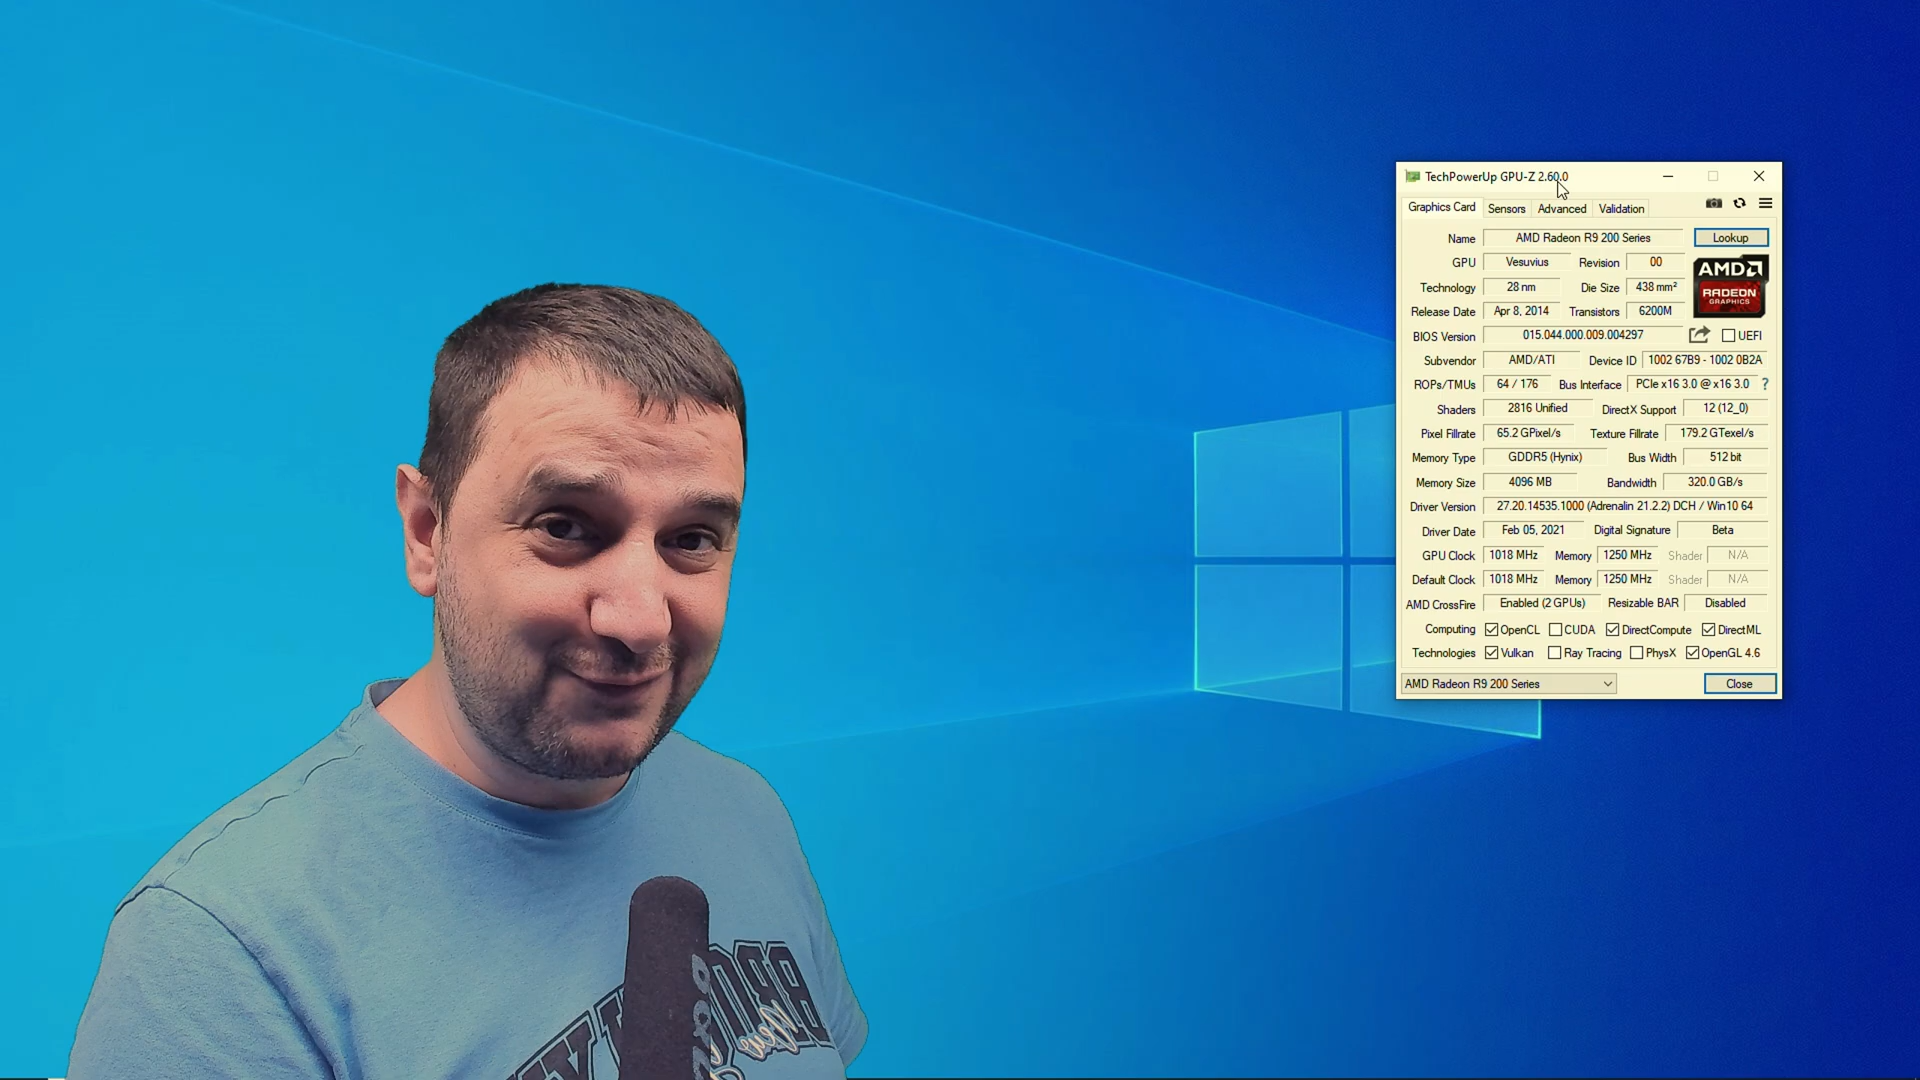 TechPowerUp GPU-Z 2.60.0
Graphics Card Sensors Advanced Validation
Name AMD Radeon R9 200 Series Lookup
GPU Vesuvius Revision 00
AMD
RADEON
GRAPHICS
Technology 28 nm Die Size 438 mm²
Release Date Apr 8, 2014 Transistors 6200M
BIOS Version 015.044.000.009.004297 UEFI
Subvendor AMD/ATI Device ID 1002 67B9 - 1002 0B2A
ROPs/TMUs 64 / 176 Bus Interface PCIe x16 3.0 @ x16 3.0 ?
Shaders 2816 Unified DirectX Support 12 (12_0)
Pixel Fillrate 65.2 GPixel/s Texture Fillrate 179.2 GTexel/s
Memory Type GDDR5 (Hynix) Bus Width 512 bit
Memory Size 4096 MB Bandwidth 320.0 GB/s
Driver Version 27.20.14535.1000 (Adrenalin 21.2.2) DCH / Win10 64
Driver Date Feb 05, 2021 Digital Signature Beta
GPU Clock 1018 MHz Memory 1250 MHz Shader N/A
Default Clock 1018 MHz Memory 1250 MHz Shader N/A
AMD CrossFire Enabled (2 GPUs) Resizable BAR Disabled
Computing OpenCL CUDA DirectCompute DirectML
Technologies Vulkan Ray Tracing PhysX OpenGL 4.6
AMD Radeon R9 200 Series Close
New